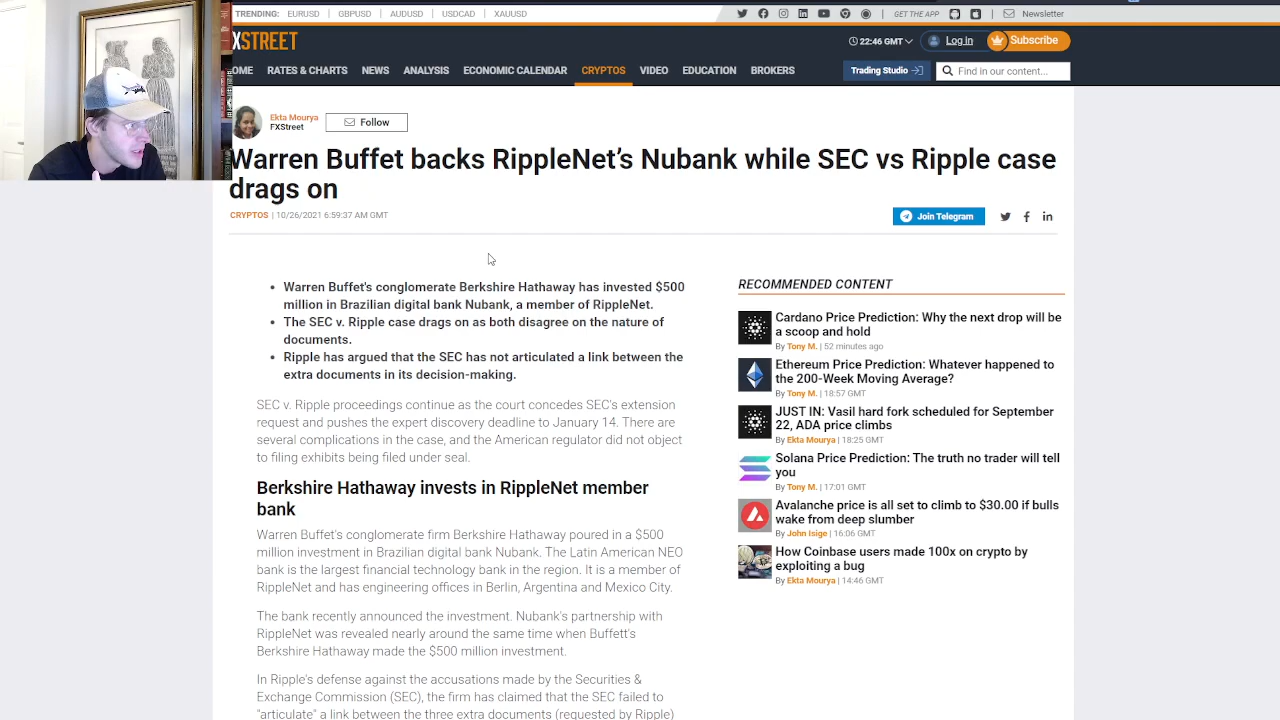 TRENDING: EURUSD GBPUSD AUDUSD USDCAD XAUUSD GET THE APP Newsletter
XSTREET 22:46 GMT Log in Subscribe
OME RATES & CHARTS NEWS ANALYSIS ECONOMIC CALENDAR CRYPTOS VIDEO EDUCATION BROKERS Trading Studio Find in our content...
Ekta Mourya
FXStreet
Follow
Warren Buffet backs RippleNet's Nubank while SEC vs Ripple case
drags on
CRYPTOS | 10/26/2021 6:59:37 AM GMT
Join Telegram
• Warren Buffet's conglomerate Berkshire Hathaway has invested $500
million in Brazilian digital bank Nubank, a member of RippleNet.
• The SEC v. Ripple case drags on as both disagree on the nature of
documents.
• Ripple has argued that the SEC has not articulated a link between the
extra documents in its decision-making.
SEC v. Ripple proceedings continue as the court concedes SEC's extension
request and pushes the expert discovery deadline to January 14. There are
several complications in the case, and the American regulator did not object
to filing exhibits being filed under seal.
Berkshire Hathaway invests in RippleNet member
bank
Warren Buffet's conglomerate firm Berkshire Hathaway poured in a $500
million investment in Brazilian digital bank Nubank. The Latin American NEO
bank is the largest financial technology bank in the region. It is a member of
RippleNet and has engineering offices in Berlin, Argentina and Mexico City.
The bank recently announced the investment. Nubank's partnership with
RippleNet was revealed nearly around the same time when Buffett's
Berkshire Hathaway made the $500 million investment.
In Ripple's defense against the accusations made by the Securities &
Exchange Commission (SEC), the firm has claimed that the SEC failed to
"articulate" a link between the three extra documents (requested by Ripple)
RECOMMENDED CONTENT
Cardano Price Prediction: Why the next drop will be
a scoop and hold
By Tony M. | 52 minutes ago
Ethereum Price Prediction: Whatever happened to
the 200-Week Moving Average?
By Tony M. | 18:57 GMT
JUST IN: Vasil hard fork scheduled for September
22, ADA price climbs
By Ekta Mourya | 18:25 GMT
Solana Price Prediction: The truth no trader will tell
you
By Tony M. | 17:01 GMT
Avalanche price is all set to climb to $30.00 if bulls
wake from deep slumber
By John Isige | 16:06 GMT
How Coinbase users made 100x on crypto by
exploiting a bug
By Ekta Mourya | 14:46 GMT